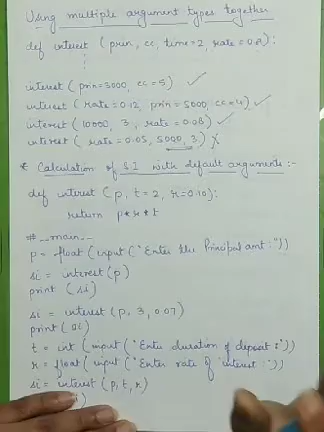 Using multiple argument types together
def interest (prin, cc, time=2, rate=0.09):
interest (prin=3000, cc=5) ✓
interest (rate=0.12, prin=5000, cc=4) ✓
interest (10000, 3, rate=0.08) ✓
interest (rate=0.05, 5000, 3) X
* Calculation of S.I with default arguments:-
def interest (p, t=2, r=0.10):
return p*r*t
# __main__
p = float (input ("Enter the Principal amt:"))
si = interest (p)
print (si)
si = interest (p, 3, 0.07)
print (si)
t = int (input ("Enter duration of deposit:"))
r = float (input ("Enter rate of interest:"))
si = interest (p, t, r)